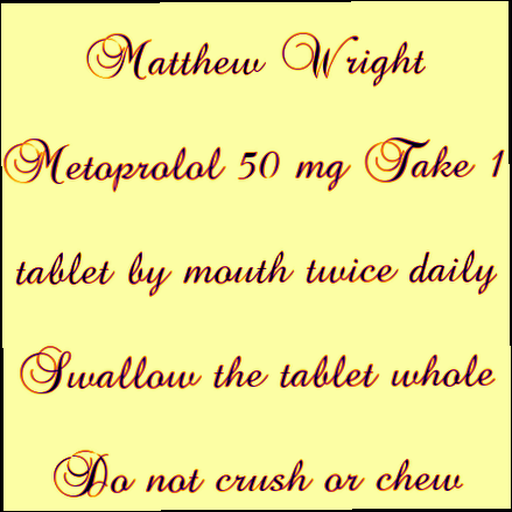 Matthew Wright
Metoprolol 50 mg Take 1
tablet by mouth twice daily
Swallow the tablet whole
Do not crush or chew